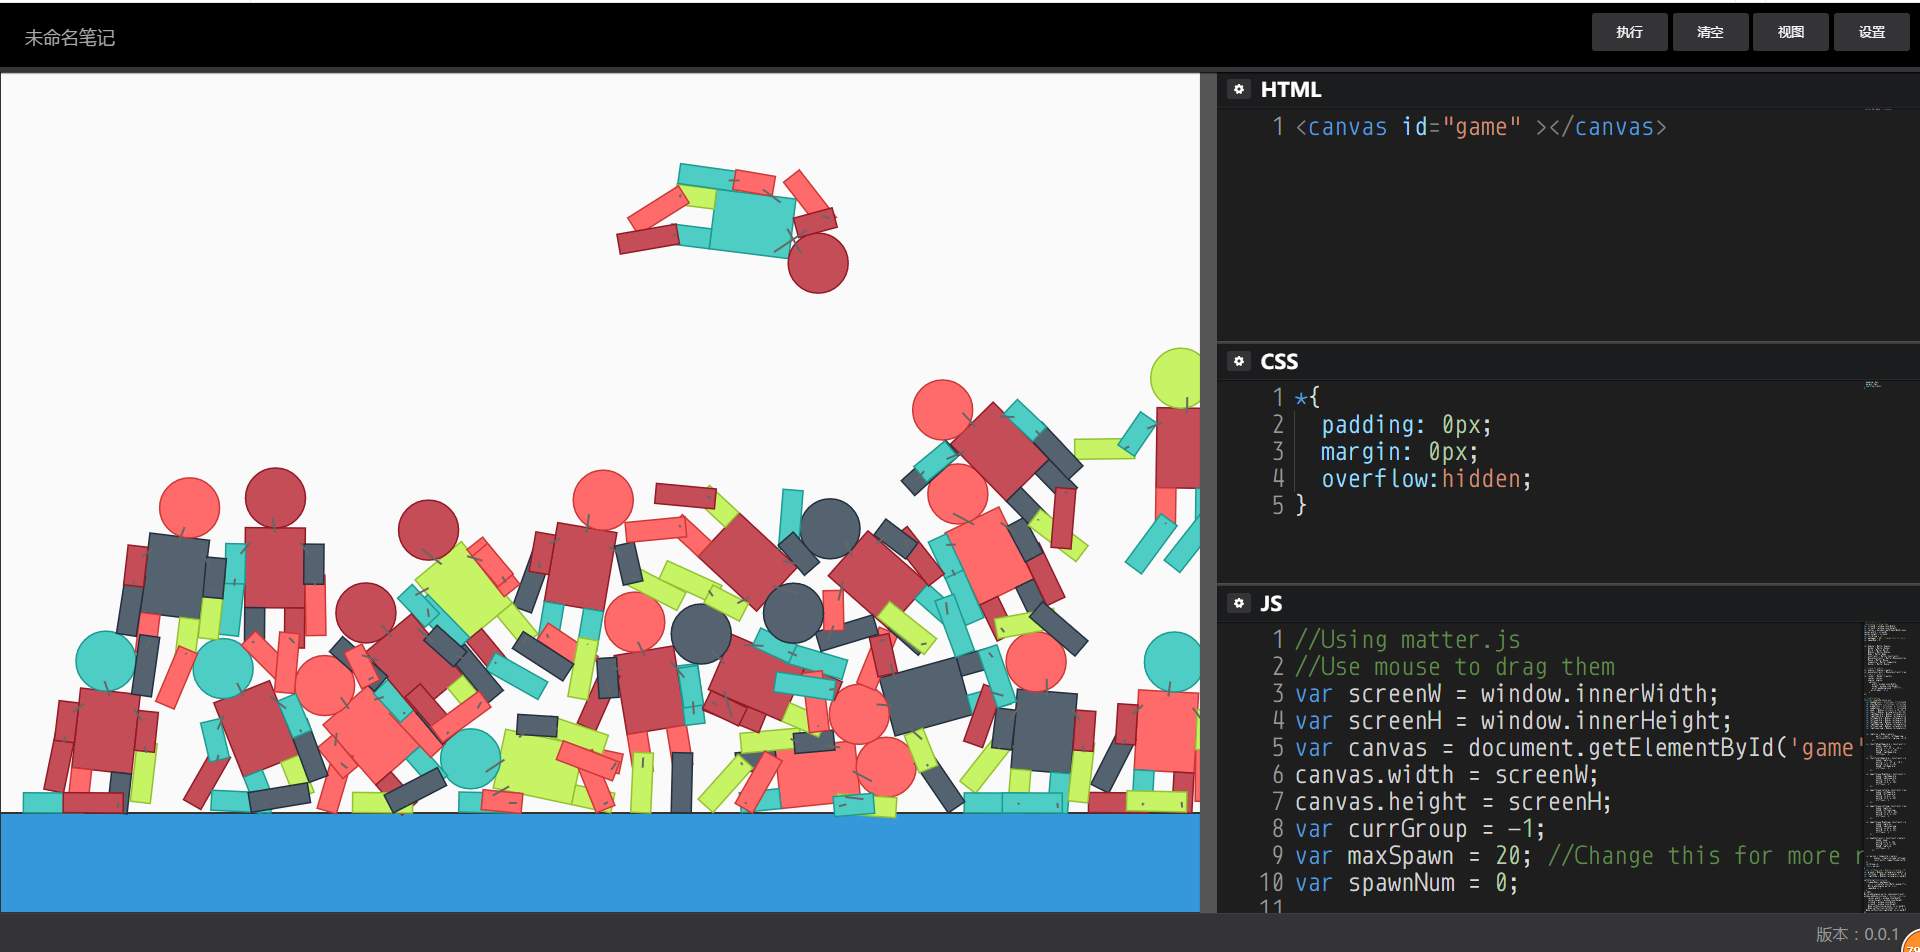 未命名笔记
执行 清空 视图 设置
HTML
1 <canvas id="game" ></canvas>
CSS
1 *{
2 padding: 0px;
3 margin: 0px;
4 overflow:hidden;
5 }
JS
1 //Using matter.js
2 //Use mouse to drag them
3 var screenW = window.innerWidth;
4 var screenH = window.innerHeight;
5 var canvas = document.getElementById('game'
6 canvas.width = screenW;
7 canvas.height = screenH;
8 var currGroup = -1;
9 var maxSpawn = 20; //Change this for more
10 var spawnNum = 0;
11
版本：0.0.1